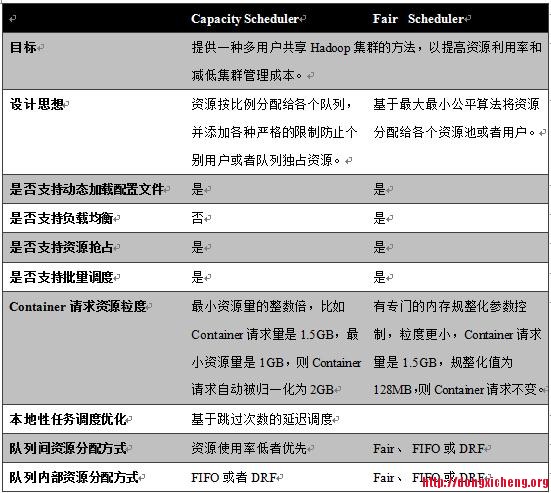 Capacity Scheduler Fair Scheduler
目标 提供一种多用户共享 Hadoop 集群的方法，以提高资源利用率和
减低集群管理成本。
设计思想 资源按比例分配给各个队列， 基于最大最小公平算法将资源
并添加各种严格的限制防止个 分配给各个资源池或者用户。
别用户或者队列独占资源。
是否支持动态加载配置文件 是 是
是否支持负载均衡 否 是
是否支持资源抢占 是 是
是否支持批量调度 是 是
Container 请求资源粒度 最小资源量的整数倍，比如 有专门的内存规整化参数控
Container 请求量是 1.5GB，最 制，粒度更小，Container 请求
小资源量是 1GB，则 Container 量是 1.5GB，规整化值为
请求自动被归一化为 2GB 128MB，则 Container 请求不变。
本地性任务调度优化 基于跳过次数的延迟调度
队列间资源分配方式 资源使用率低者优先 Fair、 FIFO 或 DRF
队列内部资源分配方式 FIFO 或者 DRF Fair、 FIFO 或 DRF
http://dongxicheng.org